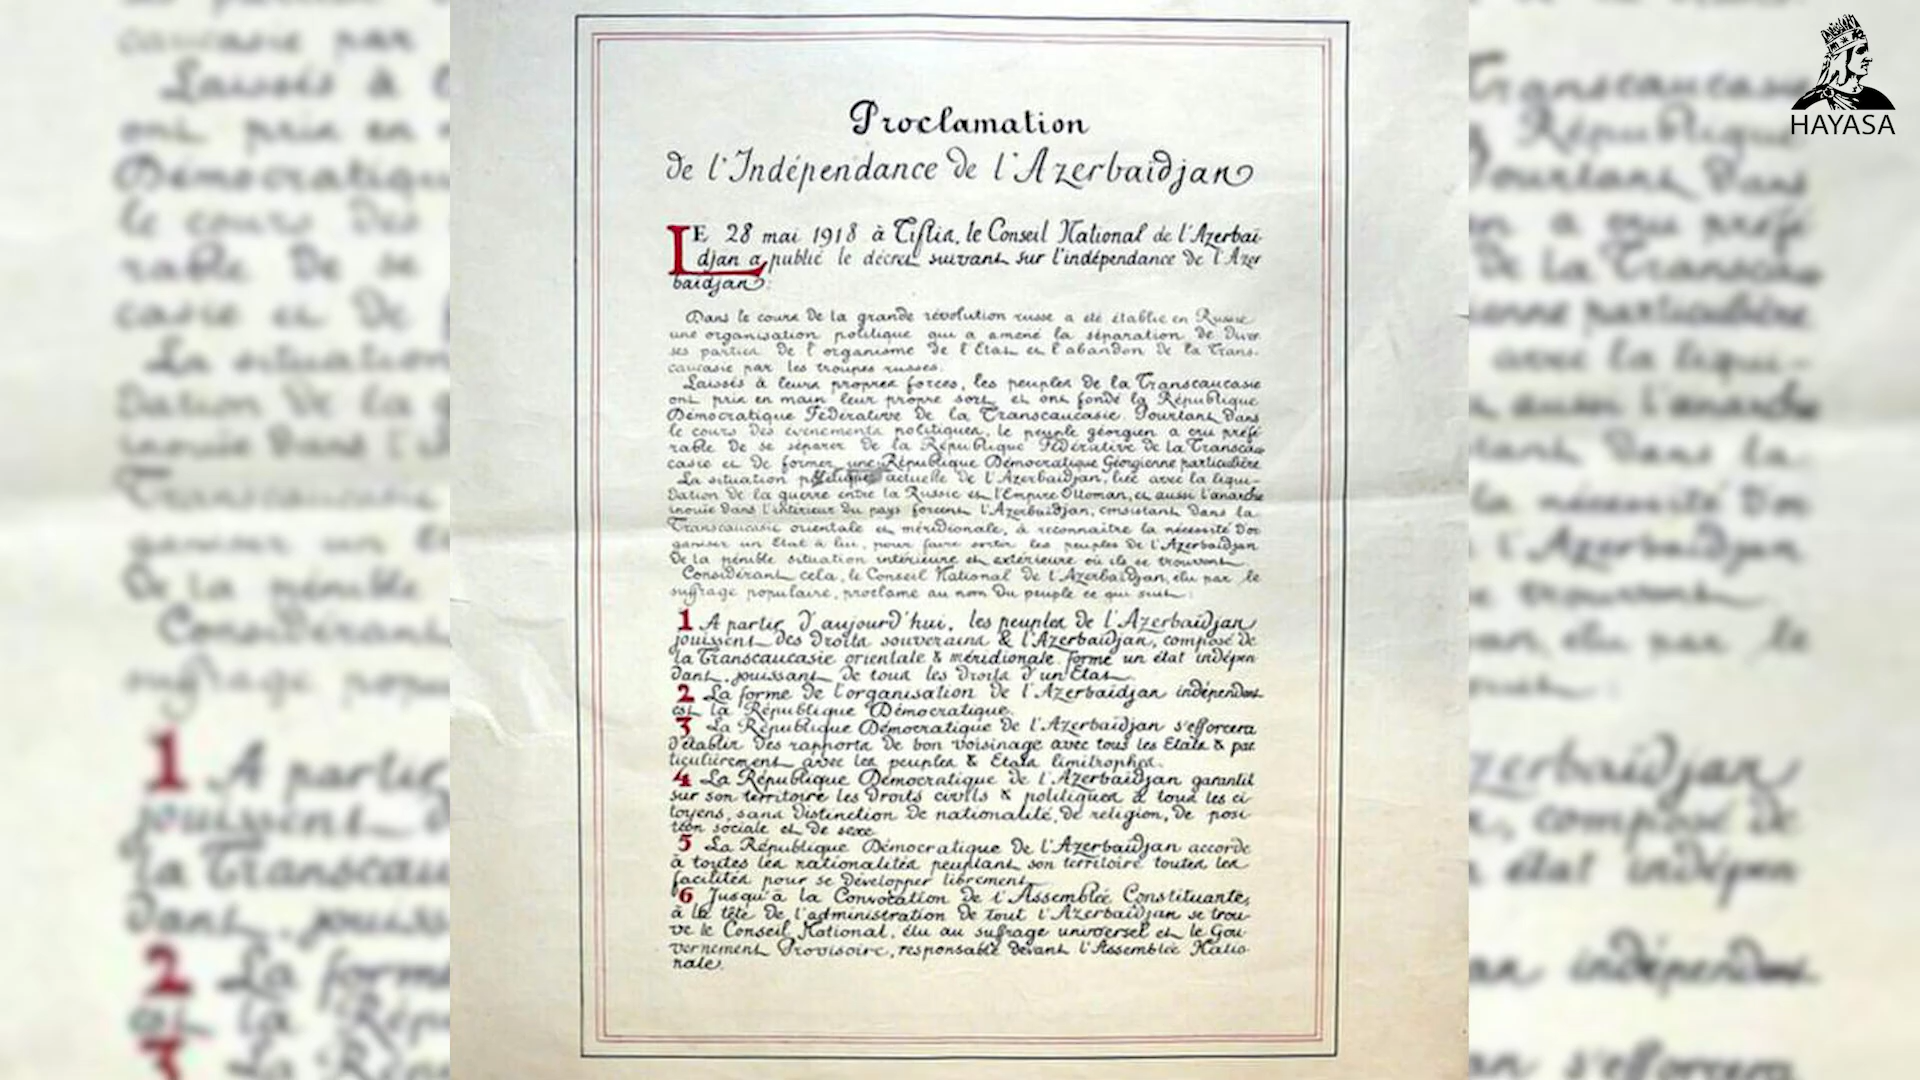 HAYASA
Proclamation
de l'Indépendance de l'Azerbaïdjan
LE 28 mai 1918 à Tiflis, le Conseil National de l'Azerbaï
djan a publié le décret suivant sur l'indépendance de l'Azer
baïdjan:
Dans le cours de la grande révolution russe a été établie en Russie
une organisation politique qui a amené la séparation de diver
ses parties de l'organisme de l'Etat et l'abandon de la Trans-
caucasie par les troupes russes.
Laissés à leurs propres forces, les peuples de la Transcaucasie
ont pris en main leur propre sort et ont fondé la République
Démocratique Fédérative de la Transcaucasie. Pourtant dans
le cours des événements politiques, le peuple géorgien a cru préfé
rable de se séparer de la République Fédérative de la Transcau
casie et de former une République Démocratique Géorgienne particulière
La situation politique actuelle de l'Azerbaïdjan, liée avec la liqui-
dation de la guerre entre la Russie et l'Empire Ottoman, et aussi l'anarchie
inouïe dans l'intérieur du pays forcent l'Azerbaïdjan, consistant dans la
Transcaucasie orientale et méridionale, à reconnaître la nécessité d'or
ganiser un Etat à lui, pour faire sortir les peuples de l'Azerbaïdjan
de la pénible situation intérieure et extérieure où ils se trouvent.
Considérant cela, le Conseil National de l'Azerbaïdjan, élu par le
suffrage populaire, proclame au nom du peuple ce qui suit:
1 A partir d'aujourd'hui, les peuples de l'Azerbaïdjan
jouissent des droits souverains & l'Azerbaïdjan, composé de
la Transcaucasie orientale & méridionale forme un état indépen
dant, jouissant de tous les droits d'un Etat.
2 La forme de l'organisation de l'Azerbaïdjan indépendant
est la République Démocratique.
3 La République Démocratique de l'Azerbaïdjan s'efforcera
d'établir des rapports de bon voisinage avec tous les Etats & par
ticulièrement avec les peuples & Etats limitrophes.
4 La République Démocratique de l'Azerbaïdjan garantit
sur son territoire les droits civils & politiques à tous les ci
toyens, sans distinction de nationalité, de religion, de posi
tion sociale et de sexe
5 La République Démocratique de l'Azerbaïdjan accorde
à toutes les nationalités peuplant son territoire toutes les
facilités pour se développer librement
6 Jusqu'à la Convocation de l'Assemblée Constituante,
à la tête de l'administration de tout l'Azerbaïdjan se trou-
ve le Conseil National, élu au suffrage universel et le Gou-
vernement Provisoire, responsable devant l'Assemblée Natio-
nale.